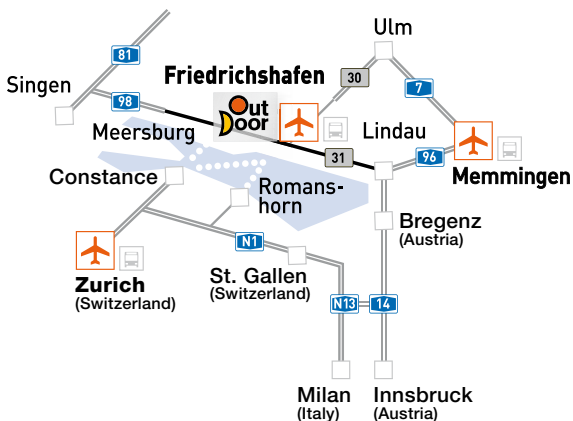 Ulm
81
Friedrichshafen
30
Singen
7
98
Out
Door
Meersburg
Lindau
31
96
Memmingen
Constance
Romans-
horn
Bregenz
(Austria)
N1
St. Gallen
(Switzerland)
Zurich
(Switzerland)
N13
14
Milan
(Italy)
Innsbruck
(Austria)